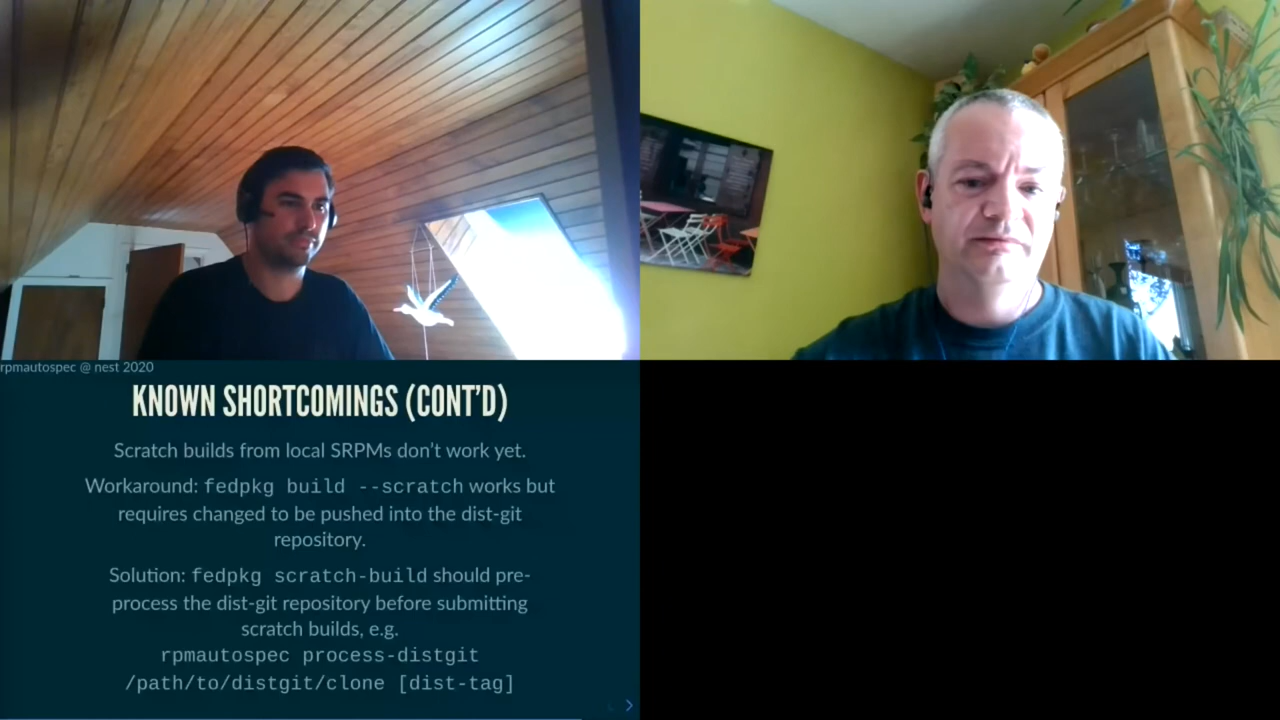 rpmautospec @ nest 2020
KNOWN SHORTCOMINGS (CONT'D)
Scratch builds from local SRPMs don't work yet.
Workaround: fedpkg build --scratch works but
requires changed to be pushed into the dist-git
repository.
Solution: fedpkg scratch-build should pre-
process the dist-git repository before submitting
scratch builds, e.g.
rpmautospec process-distgit
/path/to/distgit/clone [dist-tag]